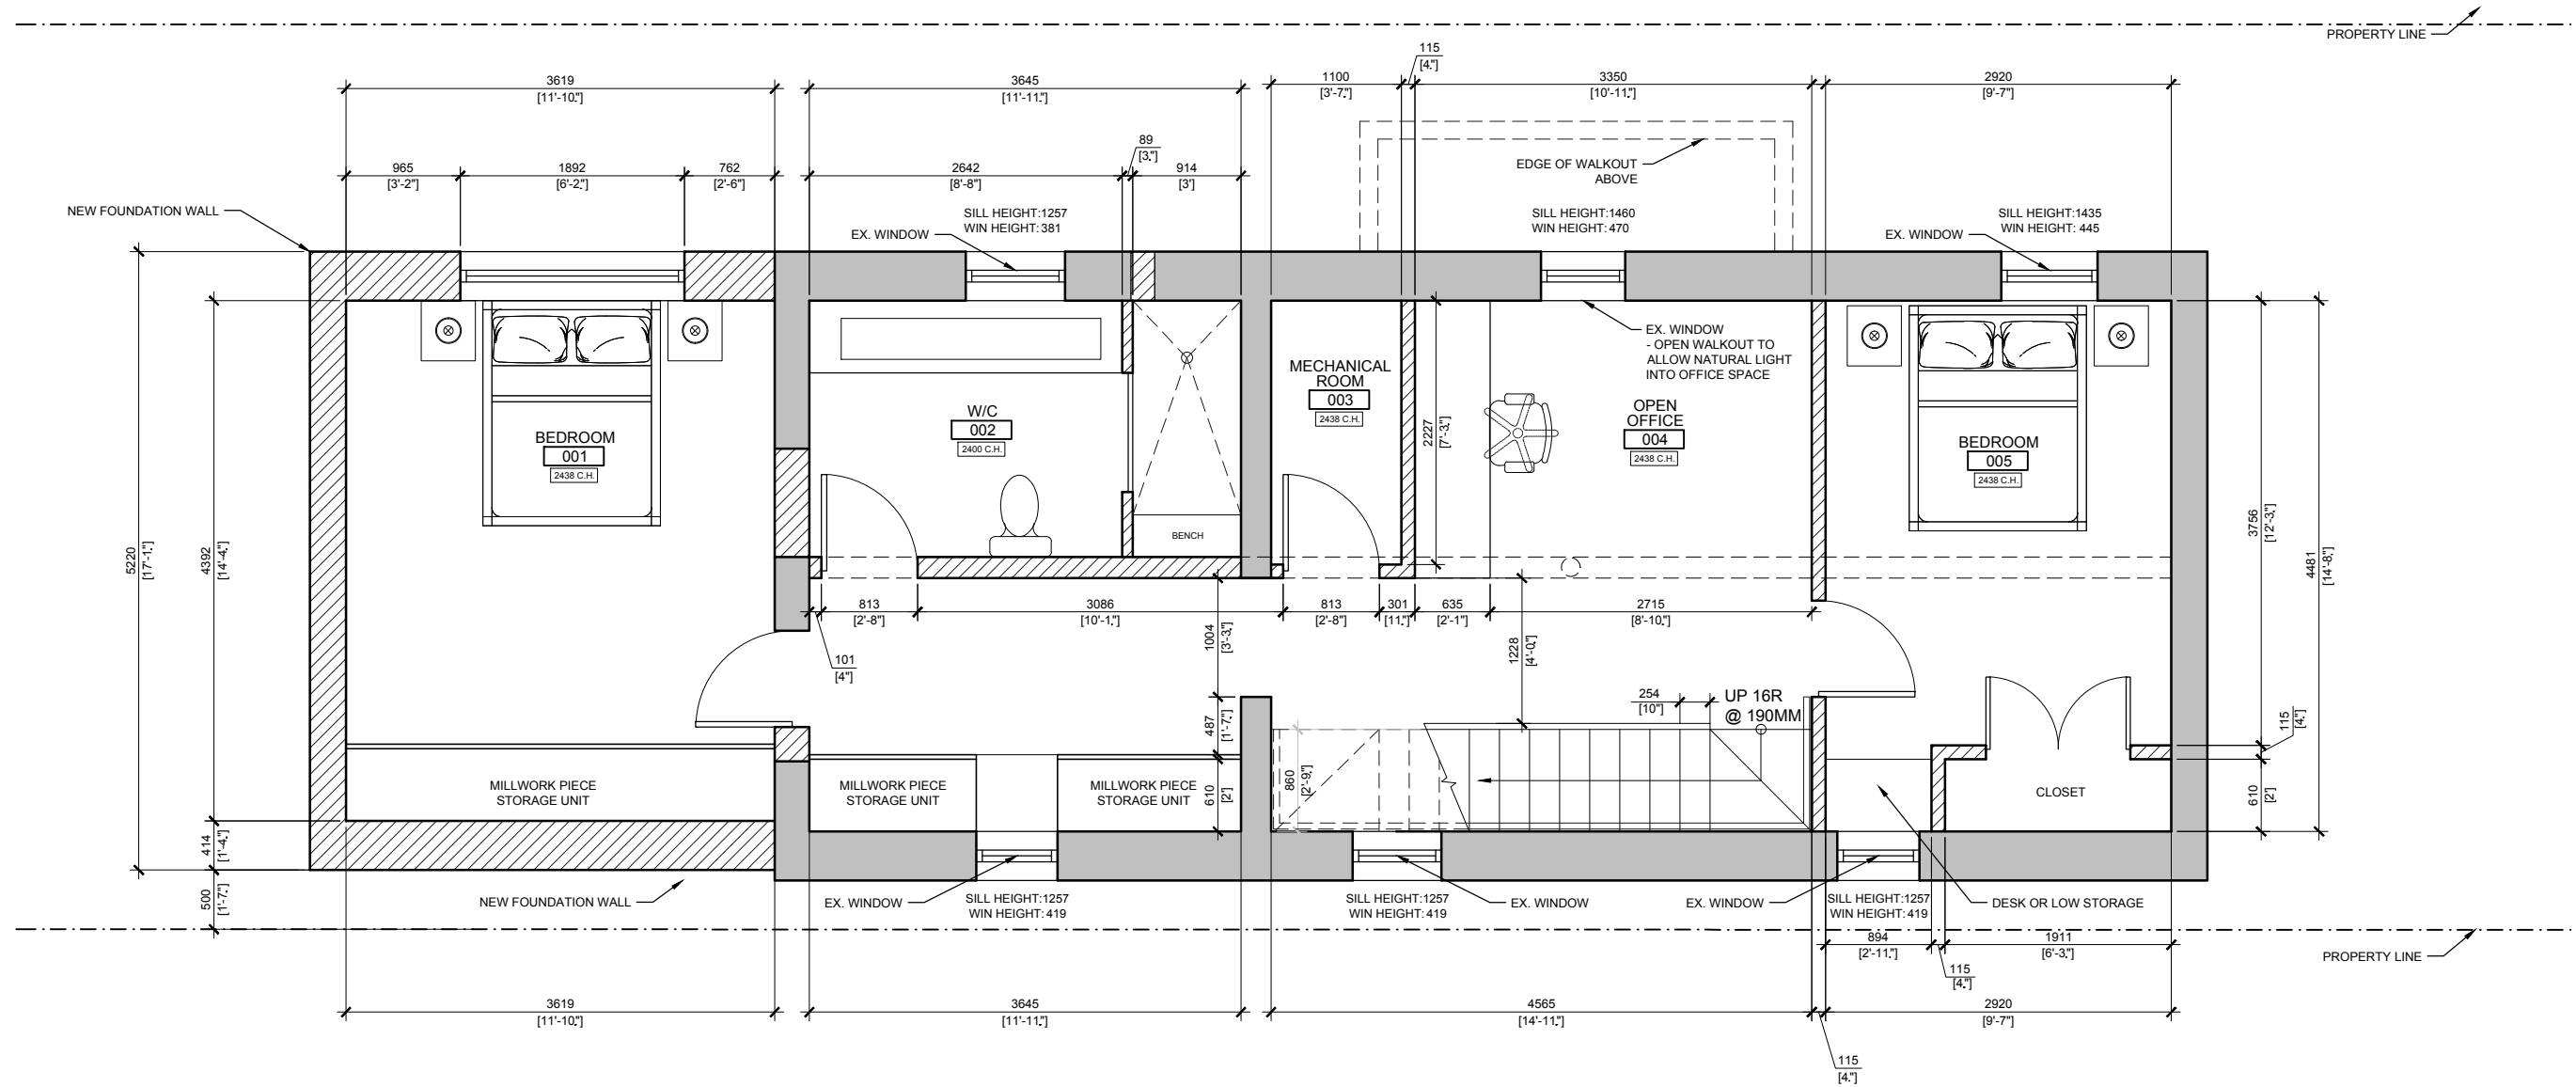 PROPERTY LINE
115
[4"]
3619
[11'-10"]
3645
[11'-11"]
1100
[3'-7"]
3350
[10'-11"]
2920
[9'-7"]
89
[3"]
965
[3'-2"]
1892
[6'-2"]
762
[2'-6"]
2642
[8'-8"]
914
[3']
EDGE OF WALKOUT
ABOVE
NEW FOUNDATION WALL
EX. WINDOW
SILL HEIGHT:1257
WIN HEIGHT: 381
SILL HEIGHT:1460
WIN HEIGHT: 470
EX. WINDOW
SILL HEIGHT:1435
WIN HEIGHT: 445
EX. WINDOW
- OPEN WALKOUT TO
ALLOW NATURAL LIGHT
INTO OFFICE SPACE
BEDROOM
001
2438 C.H.
W/C
002
2400 C.H.
MECHANICAL
ROOM
003
2438 C.H.
OPEN
OFFICE
004
2438 C.H.
BEDROOM
005
2438 C.H.
2227
[7'-3"]
BENCH
5220
[17'-1"]
4392
[14'-4"]
3756
[12'-3"]
4481
[14'-8"]
813
[2'-8"]
3086
[10'-1"]
813
[2'-8"]
301
[11"]
635
[2'-1"]
2715
[8'-10"]
101
[4"]
1004
[3'-3"]
1228
[4'-0"]
254
[10"]
UP 16R
@ 190MM
487
[1'-7"]
115
[4"]
MILLWORK PIECE
STORAGE UNIT
MILLWORK PIECE
STORAGE UNIT
MILLWORK PIECE
STORAGE UNIT
610
[2']
860
[2'-9"]
CLOSET
610
[2']
414
[1'-4"]
500
[1'-7"]
NEW FOUNDATION WALL
EX. WINDOW
SILL HEIGHT:1257
WIN HEIGHT: 419
SILL HEIGHT:1257
WIN HEIGHT: 419
EX. WINDOW
EX. WINDOW
SILL HEIGHT:1257
WIN HEIGHT: 419
DESK OR LOW STORAGE
894
[2'-11"]
1911
[6'-3"]
115
[4"]
PROPERTY LINE
3619
[11'-10"]
3645
[11'-11"]
4565
[14'-11"]
2920
[9'-7"]
115
[4"]